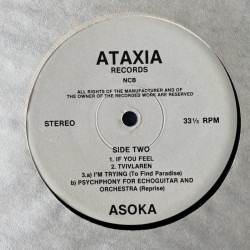 ATAXIA
RECORDS
NCB
ALL RIGHTS OF THE MANUFACTURER AND OF
THE OWNER OF THE RECORDED WORK ARE RESERVED
STEREO 33⅓ RPM
SIDE TWO
1. IF YOU FEEL
2. TVIVLAREN
3.a) I'M TRYING (To Find Paradise)
b) PSYCHPHONY FOR ECHOGUITAR AND
ORCHESTRA (Reprise)
ASOKA